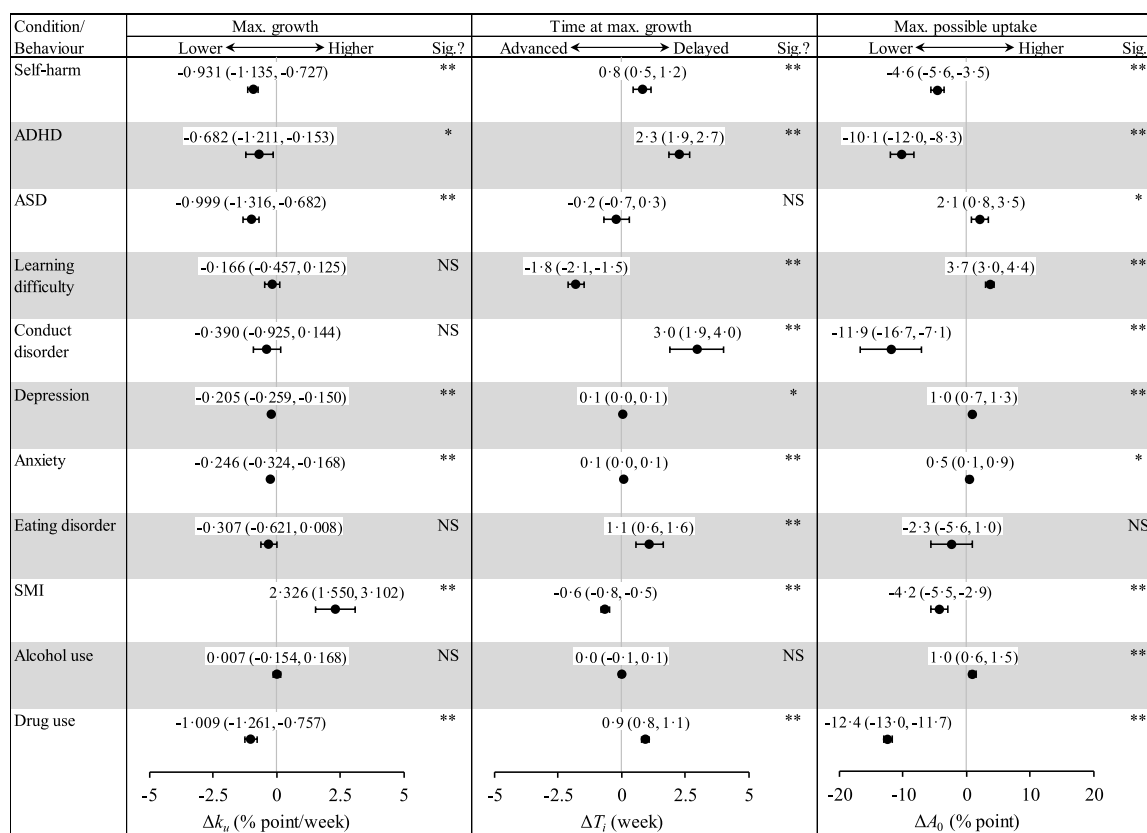 Condition/ Max. growth Time at max. growth Max. possible uptake
Behaviour Lower Higher Sig.? Advanced Delayed Sig.? Lower Higher Sig.
Self-harm -0·931 (-1·135, -0·727) ** 0·8 (0·5, 1·2) ** -4·6 (-5·6, -3·5) **
ADHD -0·682 (-1·211, -0·153) * 2·3 (1·9, 2·7) ** -10·1 (-12·0, -8·3) **
ASD -0·999 (-1·316, -0·682) ** -0·2 (-0·7, 0·3) NS 2·1 (0·8, 3·5) *
Learning -0·166 (-0·457, 0·125) NS -1·8 (-2·1, -1·5) ** 3·7 (3·0, 4·4) **
difficulty
Conduct -0·390 (-0·925, 0·144) NS 3·0 (1·9, 4·0) ** -11·9 (-16·7, -7·1) **
disorder
Depression -0·205 (-0·259, -0·150) ** 0·1 (0·0, 0·1) * 1·0 (0·7, 1·3) **
Anxiety -0·246 (-0·324, -0·168) ** 0·1 (0·0, 0·1) ** 0·5 (0·1, 0·9) *
Eating disorder -0·307 (-0·621, 0·008) NS 1·1 (0·6, 1·6) ** -2·3 (-5·6, 1·0) NS
SMI 2·326 (1·550, 3·102) ** -0·6 (-0·8, -0·5) ** -4·2 (-5·5, -2·9) **
Alcohol use 0·007 (-0·154, 0·168) NS 0·0 (-0·1, 0·1) NS 1·0 (0·6, 1·5) **
Drug use -1·009 (-1·261, -0·757) ** 0·9 (0·8, 1·1) ** -12·4 (-13·0, -11·7) **
-5 -2.5 0 2.5 5 -5 -2.5 0 2.5 5 -20 -10 0 10 20
Δk_u (% point/week) ΔT_i (week) ΔA_0 (% point)